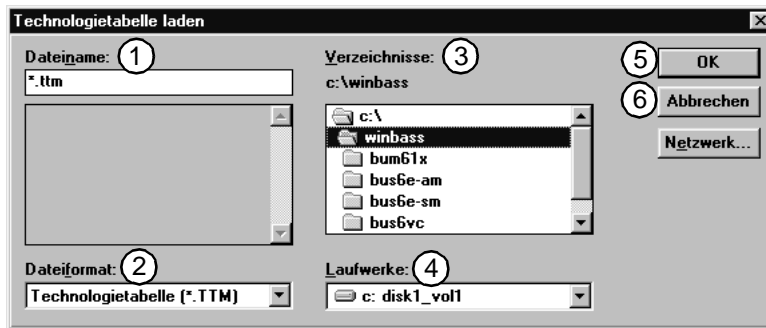 Technologietabelle laden
Dateiname: 1
*.ttm
Dateiformat: 2
Technologietabelle (*.TTM)
Verzeichnisse: 3
c:\winbass
c:\
winbass
bum61x
bus6e-am
bus6e-sm
bus6vc
Laufwerke: 4
c: disk1_vol1
5 OK
6 Abbrechen
Netzwerk...